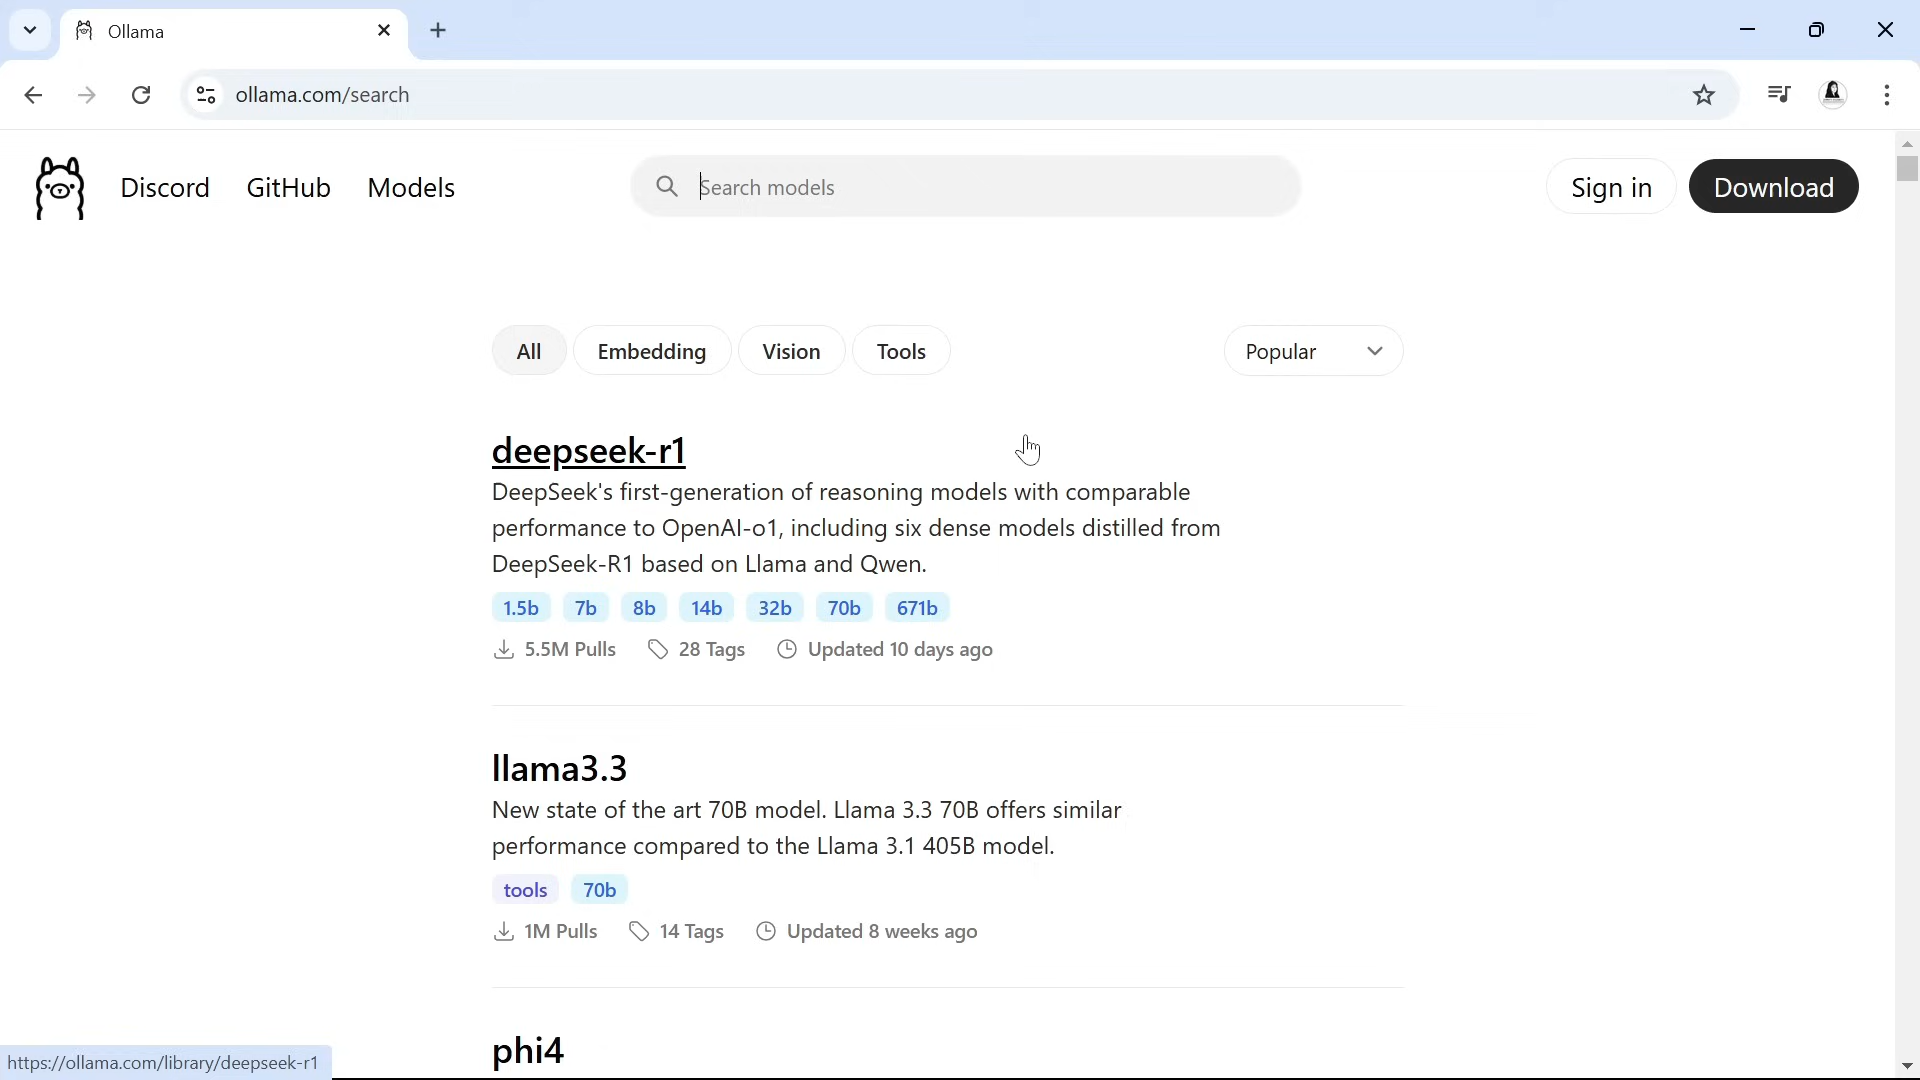 Ollama
ollama.com/search
Discord GitHub Models Search models Sign in Download
All Embedding Vision Tools Popular
deepseek-r1
DeepSeek's first-generation of reasoning models with comparable
performance to OpenAI-o1, including six dense models distilled from
DeepSeek-R1 based on Llama and Qwen.
1.5b 7b 8b 14b 32b 70b 671b
5.5M Pulls 28 Tags Updated 10 days ago
llama3.3
New state of the art 70B model. Llama 3.3 70B offers similar
performance compared to the Llama 3.1 405B model.
tools 70b
1M Pulls 14 Tags Updated 8 weeks ago
phi4
https://ollama.com/library/deepseek-r1